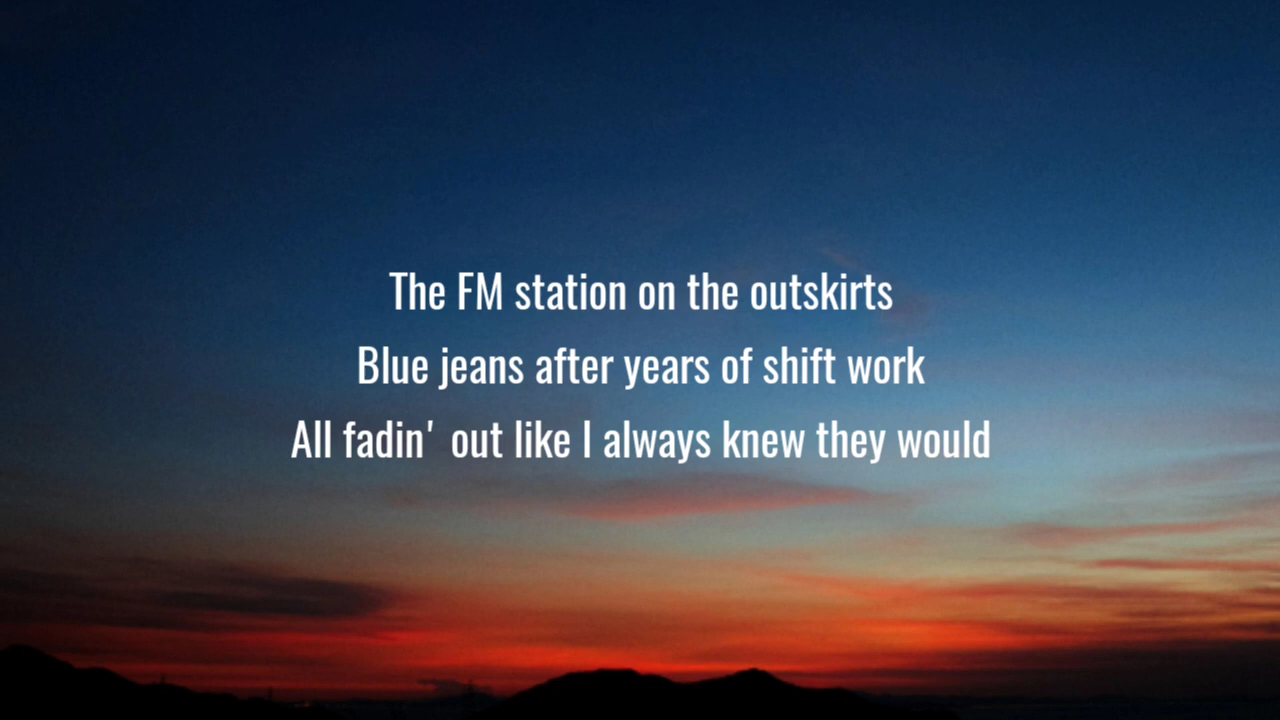 The FM station on the outskirts
Blue jeans after years of shift work
All fadin' out like I always knew they would